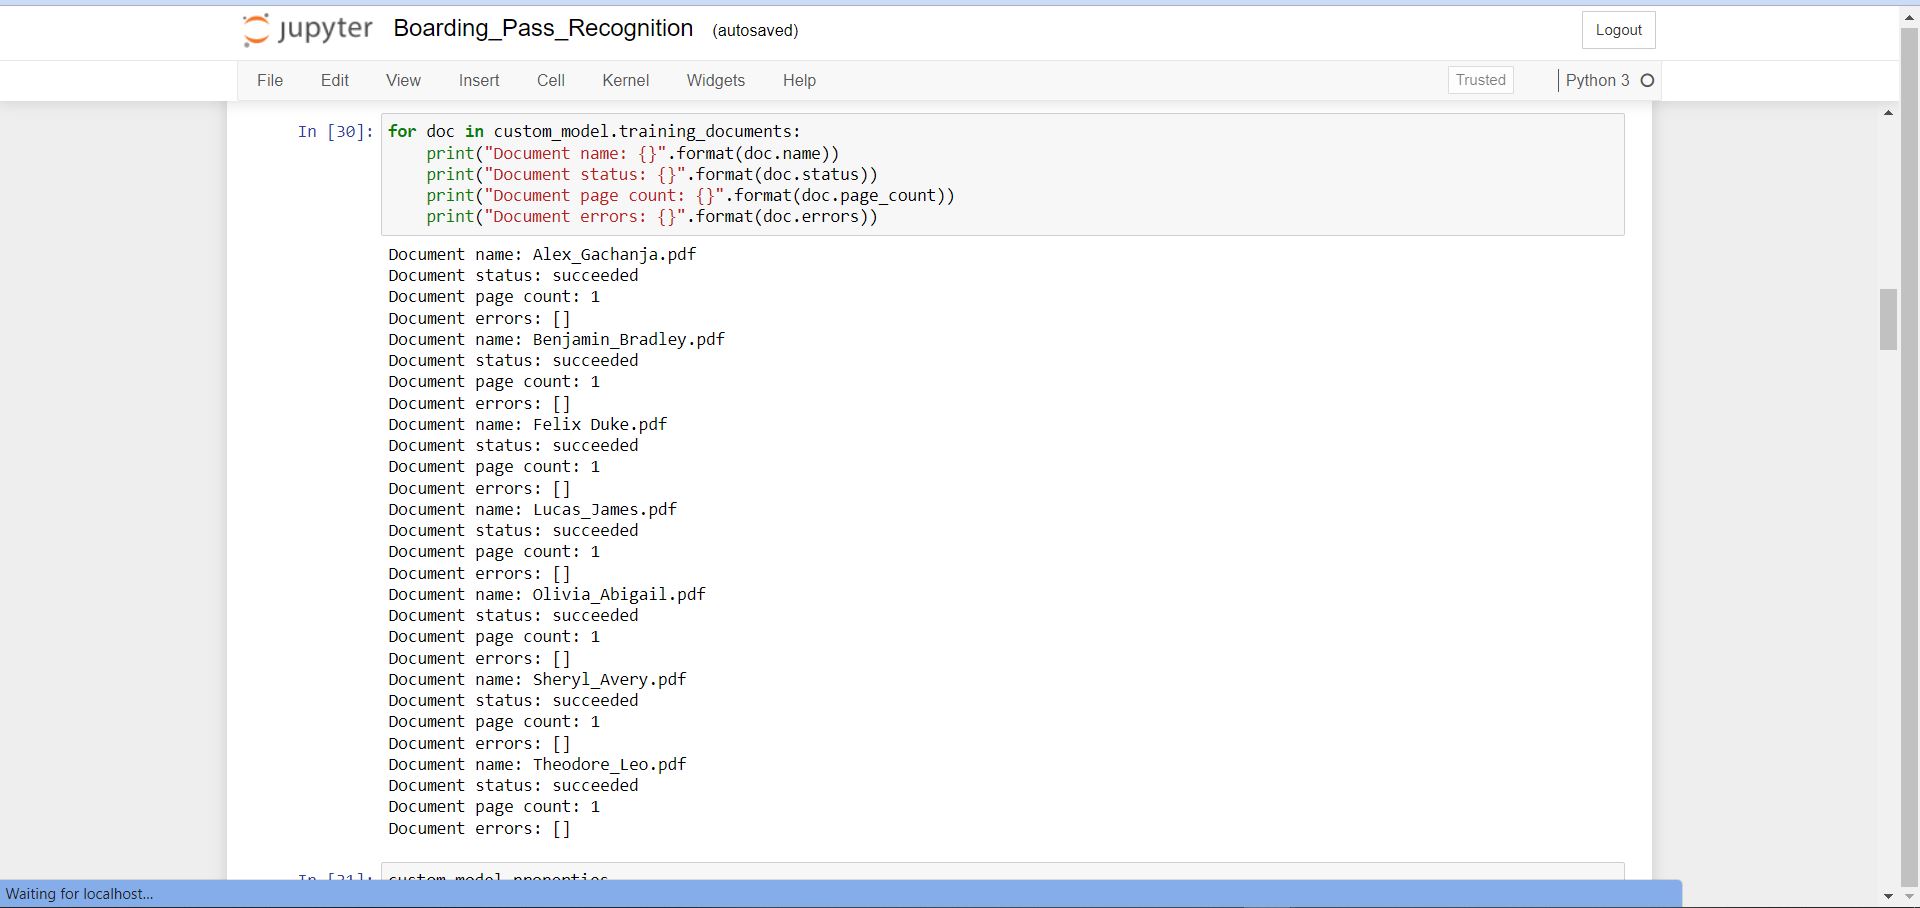 jupyter Boarding_Pass_Recognition (autosaved) Logout
File Edit View Insert Cell Kernel Widgets Help Trusted Python 3
In [30]: for doc in custom_model.training_documents:
    print("Document name: {}".format(doc.name))
    print("Document status: {}".format(doc.status))
    print("Document page count: {}".format(doc.page_count))
    print("Document errors: {}".format(doc.errors))
Document name: Alex_Gachanja.pdf
Document status: succeeded
Document page count: 1
Document errors: []
Document name: Benjamin_Bradley.pdf
Document status: succeeded
Document page count: 1
Document errors: []
Document name: Felix Duke.pdf
Document status: succeeded
Document page count: 1
Document errors: []
Document name: Lucas_James.pdf
Document status: succeeded
Document page count: 1
Document errors: []
Document name: Olivia_Abigail.pdf
Document status: succeeded
Document page count: 1
Document errors: []
Document name: Sheryl_Avery.pdf
Document status: succeeded
Document page count: 1
Document errors: []
Document name: Theodore_Leo.pdf
Document status: succeeded
Document page count: 1
Document errors: []
In [31]: custom_model.properties
Waiting for localhost...